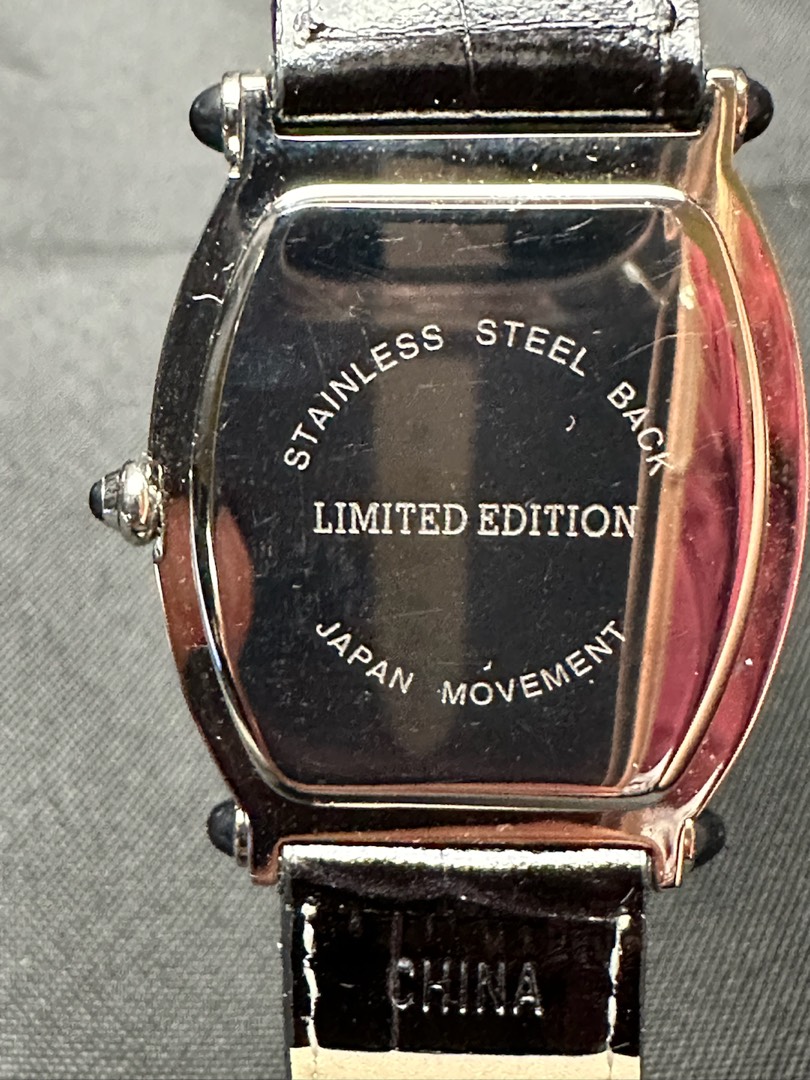 STAINLESS STEEL BACK
LIMITED EDITION
JAPAN MOVEMENT
CHINA